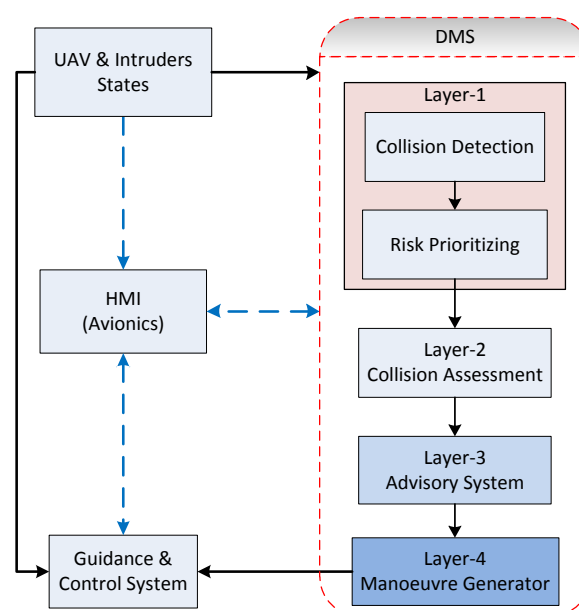 UAV & Intruders
States
DMS
Layer-1
Collision Detection
Risk Prioritizing
HMI
(Avionics)
Layer-2
Collision Assessment
Layer-3
Advisory System
Guidance &
Control System
Layer-4
Manoeuvre Generator